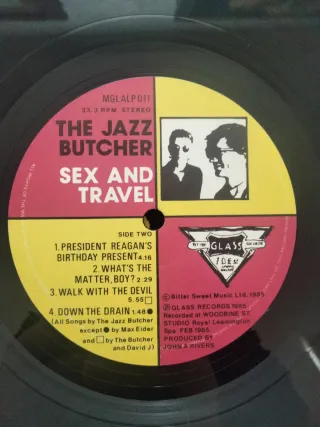 MGLALP 011
33.3 RPM STEREO
THE JAZZ
BUTCHER
SEX AND
TRAVEL
SIDE TWO
1. PRESIDENT REAGAN'S
BIRTHDAY PRESENT 4.16
2. WHAT'S THE
MATTER, BOY? 2.29
3. WALK WITH THE DEVIL
5.55 □
4. DOWN THE DRAIN 1.48 ●
(All Songs by The Jazz Butcher
except ● by Max Eider
and □ by The Butcher
and David J)
GLASS
© Bitter Sweet Music Ltd. 1985
Ⓟ GLASS RECORDS 1985
Recorded at WOODBINE ST.
STUDIO Royal Leamington
Spa FEB 1985.
PRODUCED BY
JOHN A RIVERS